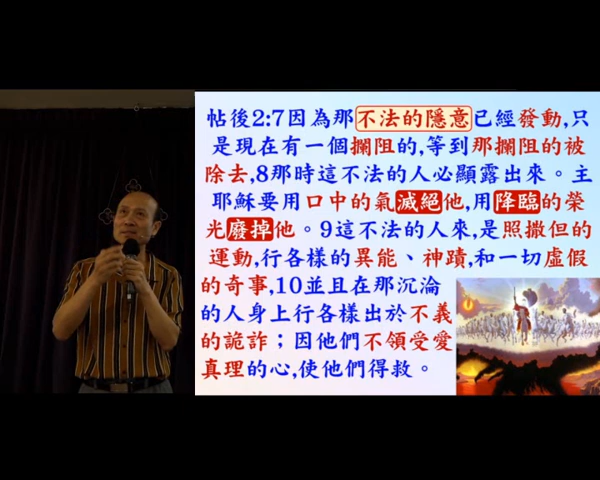 帖後2:7因為那不法的隱意已經發動,只
是現在有一個攔阻的,等到那攔阻的被
除去,8那時這不法的人必顯露出來。主
耶穌要用口中的氣滅絕他,用降臨的榮
光廢掉他。9這不法的人來,是照撒但的
運動,行各樣的異能、神蹟,和一切虛假
的奇事,10並且在那沉淪
的人身上行各樣出於不義
的詭詐；因他們不領受愛
真理的心,使他們得救。